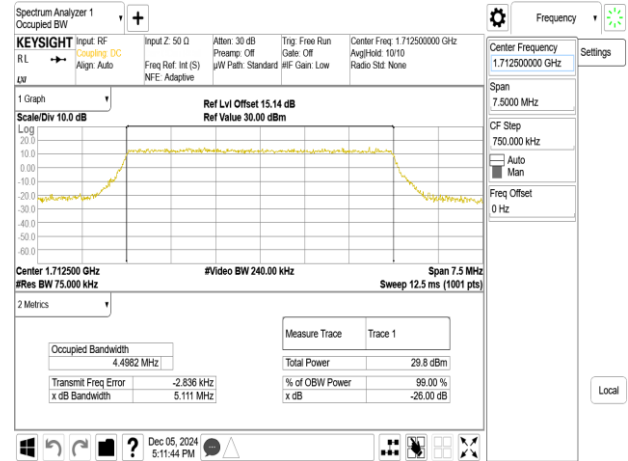 Spectrum Analyzer 1
Occupied BW
Frequency
KEYSIGHT
RL
LXI
Input: RF
Coupling: DC
Align: Auto
Input Z: 50 Ω
Freq Ref: Int (S)
NFE: Adaptive
Atten: 30 dB
Preamp: Off
µW Path: Standard
Trig: Free Run
Gate: Off
#IF Gain: Low
Center Freq: 1.712500000 GHz
Avg|Hold: 10/10
Radio Std: None
Center Frequency
1.712500000 GHz
Settings
Span
7.5000 MHz
CF Step
750.000 kHz
Auto
Man
Freq Offset
0 Hz
Local
1 Graph
Scale/Div 10.0 dB
Ref Lvl Offset 15.14 dB
Ref Value 30.00 dBm
Log
20.0
10.0
0.00
-10.0
-20.0
-30.0
-40.0
-50.0
-60.0
Center 1.712500 GHz
#Video BW 240.00 kHz
Span 7.5 MHz
#Res BW 75.000 kHz
Sweep 12.5 ms (1001 pts)
2 Metrics
Measure Trace Trace 1
Occupied Bandwidth
4.4982 MHz
Total Power 29.8 dBm
Transmit Freq Error -2.836 kHz
% of OBW Power 99.00 %
x dB Bandwidth 5.111 MHz
x dB -26.00 dB
?
Dec 05, 2024
5:11:44 PM